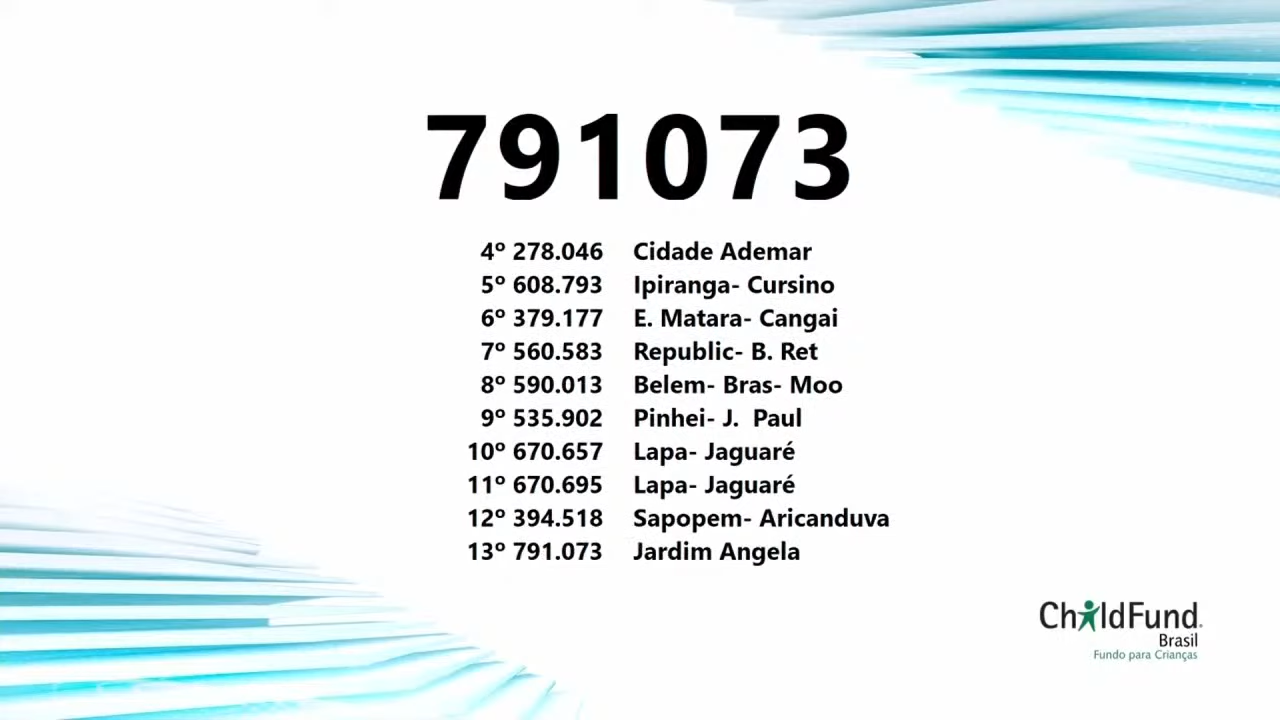 791073
4º 278.046 Cidade Ademar
5º 608.793 Ipiranga- Cursino
6º 379.177 E. Matara- Cangai
7º 560.583 Republic- B. Ret
8º 590.013 Belem- Bras- Moo
9º 535.902 Pinhei- J. Paul
10º 670.657 Lapa- Jaguaré
11º 670.695 Lapa- Jaguaré
12º 394.518 Sapopem- Aricanduva
13º 791.073 Jardim Angela
ChildFund
Brasil
Fundo para Crianças